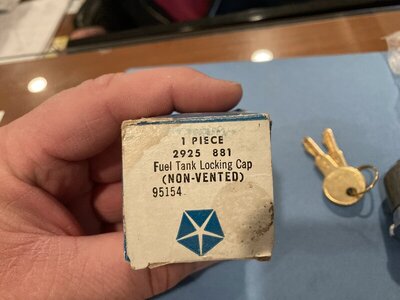 1 PIECE
2925 881
Fuel Tank Locking Cap
(NON-VENTED)
95154